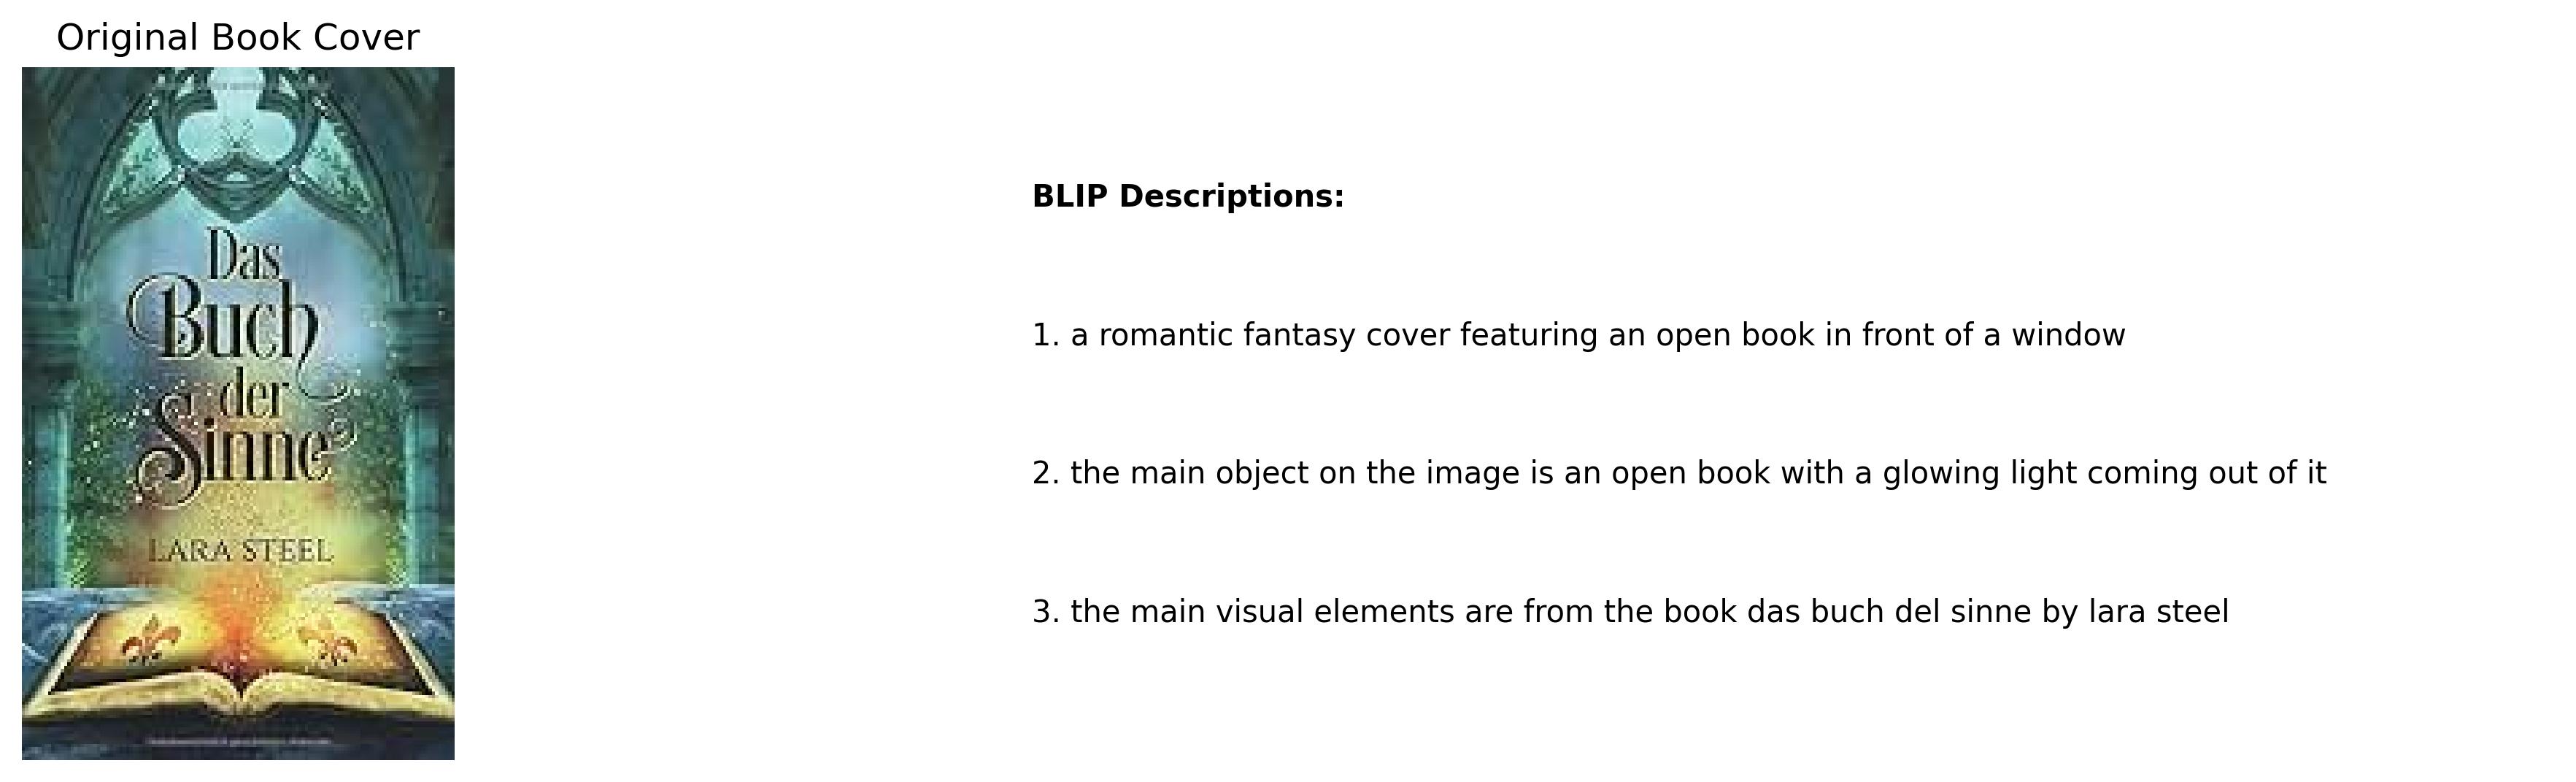 Original Book Cover
Das
Buch
der
Sinne
LARA STEEL
BLIP Descriptions:
1. a romantic fantasy cover featuring an open book in front of a window
2. the main object on the image is an open book with a glowing light coming out of it
3. the main visual elements are from the book das buch del sinne by lara steel